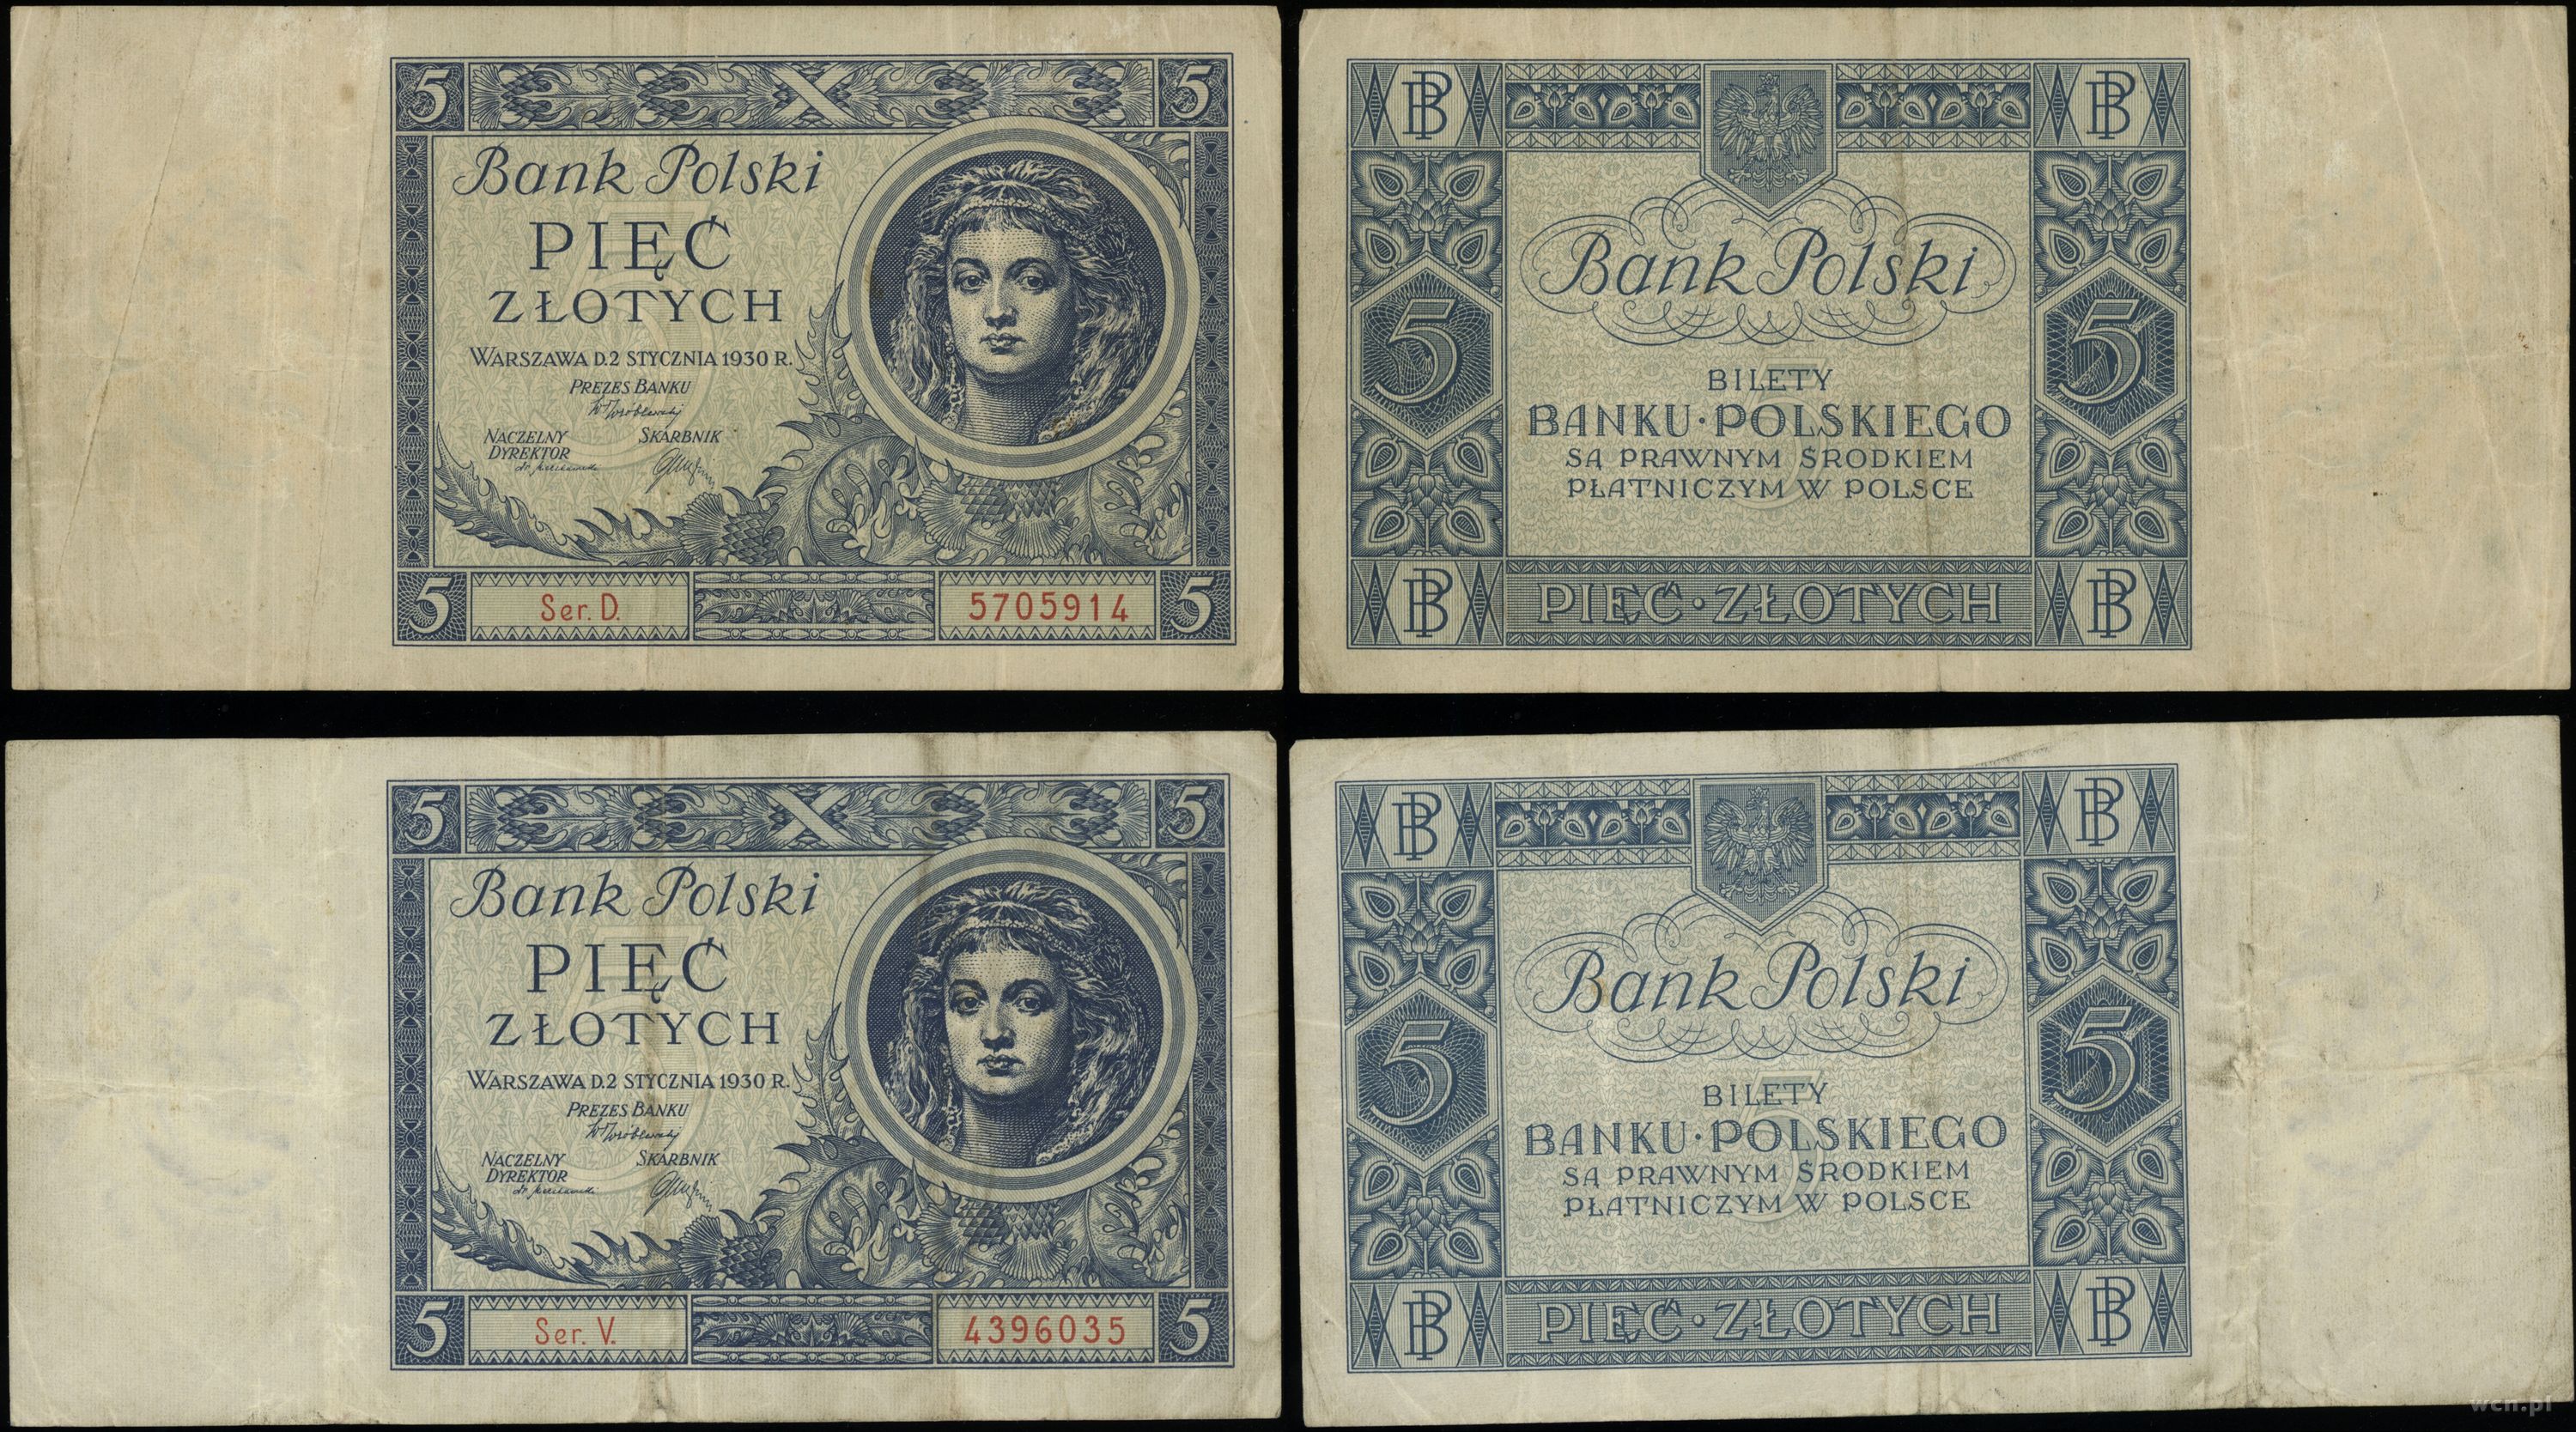 5 5
Bank Polski
PIĘĆ
ZŁOTYCH
WARSZAWA D. 2 STYCZNIA 1930 R.
PREZES BANKU
NACZELNY DYREKTOR
SKARBNIK
5 Ser. D. 5705914 5
BP BP
Bank Polski
5 5
BILETY
BANKU·POLSKIEGO
SĄ PRAWNYM ŚRODKIEM
PŁATNICZYM W POLSCE
BP PIĘĆ·ZŁOTYCH BP
5 5
Bank Polski
PIĘĆ
ZŁOTYCH
WARSZAWA D. 2 STYCZNIA 1930 R.
PREZES BANKU
NACZELNY DYREKTOR
SKARBNIK
5 Ser. V. 4396035 5
BP BP
Bank Polski
5 5
BILETY
BANKU·POLSKIEGO
SĄ PRAWNYM ŚRODKIEM
PŁATNICZYM W POLSCE
BP PIĘĆ·ZŁOTYCH BP
wcn.pl